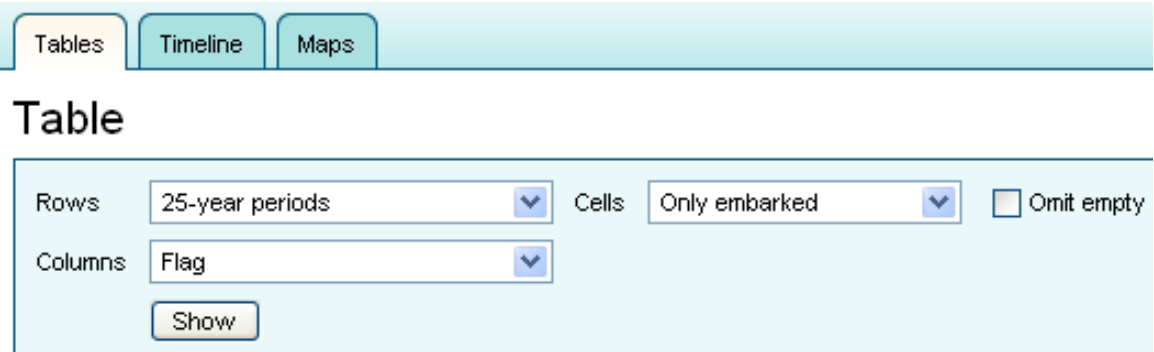 Tables Timeline Maps
Table
Rows 25-year periods Cells Only embarked Omit empty
Columns Flag
Show